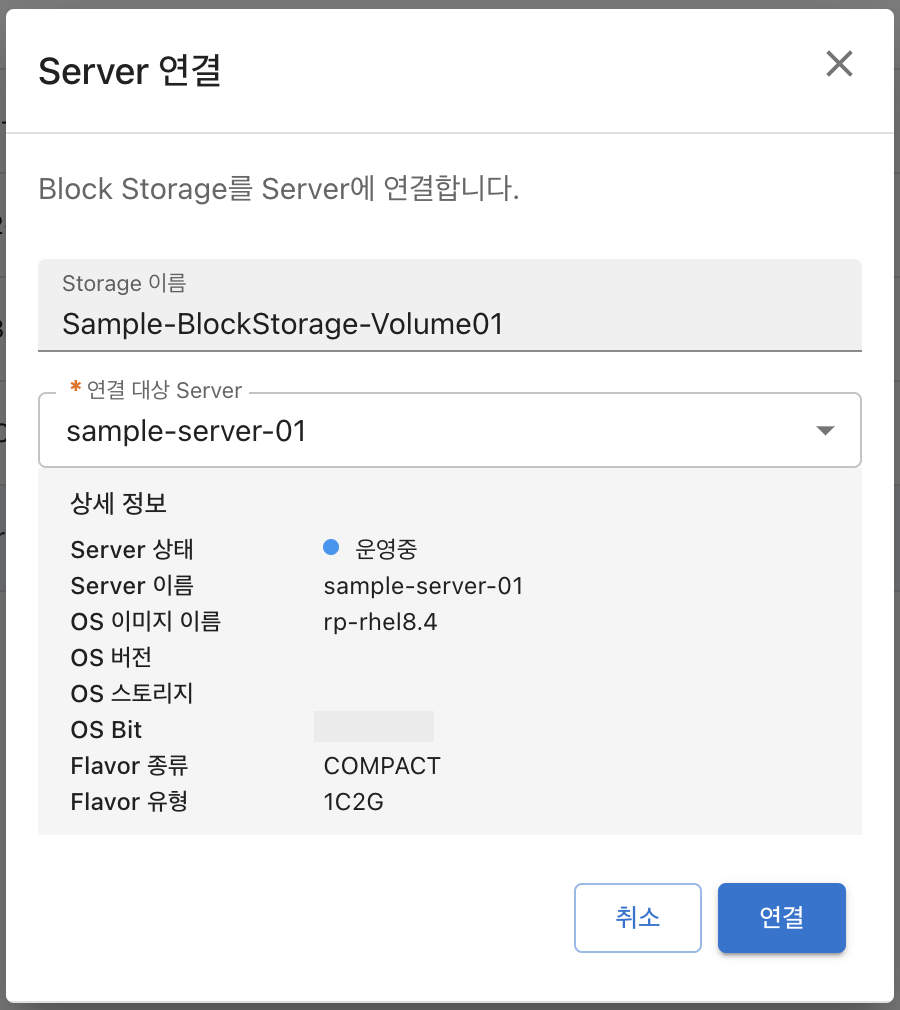 Server 연결
Block Storage를 Server에 연결합니다.
Storage 이름
Sample-BlockStorage-Volume01
* 연결 대상 Server
sample-server-01
상세 정보
Server 상태 운영중
Server 이름 sample-server-01
OS 이미지 이름 rp-rhel8.4
OS 버전
OS 스토리지
OS Bit
Flavor 종류 COMPACT
Flavor 유형 1C2G
취소 연결